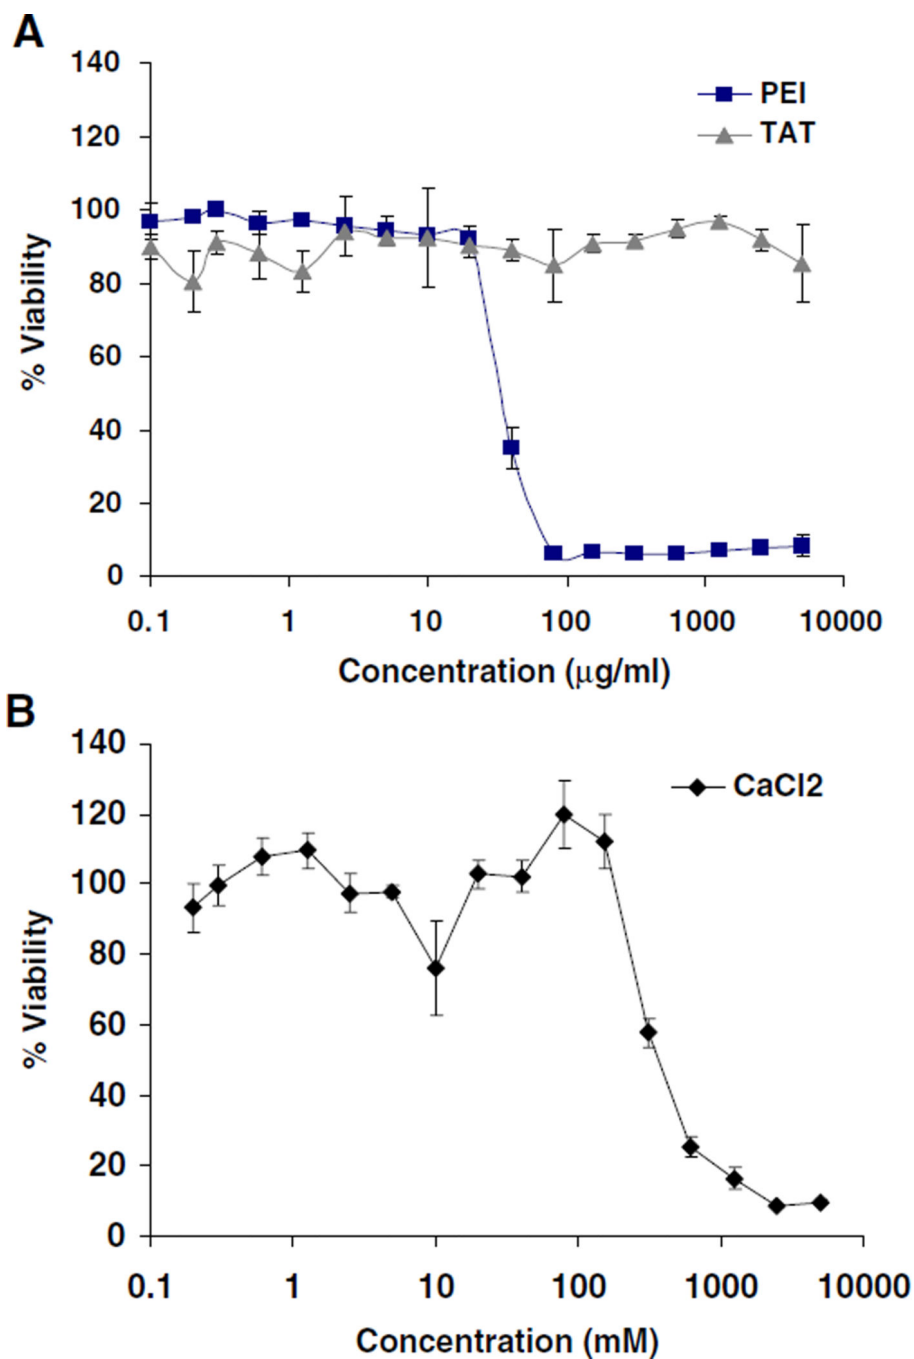 A
140
120
100
80
60
40
20
0
% Viability
PEI
TAT
0.1 1 10 100 1000 10000
Concentration (μg/ml)
B
140
120
100
80
60
40
20
0
% Viability
CaCl2
0.1 1 10 100 1000 10000
Concentration (mM)